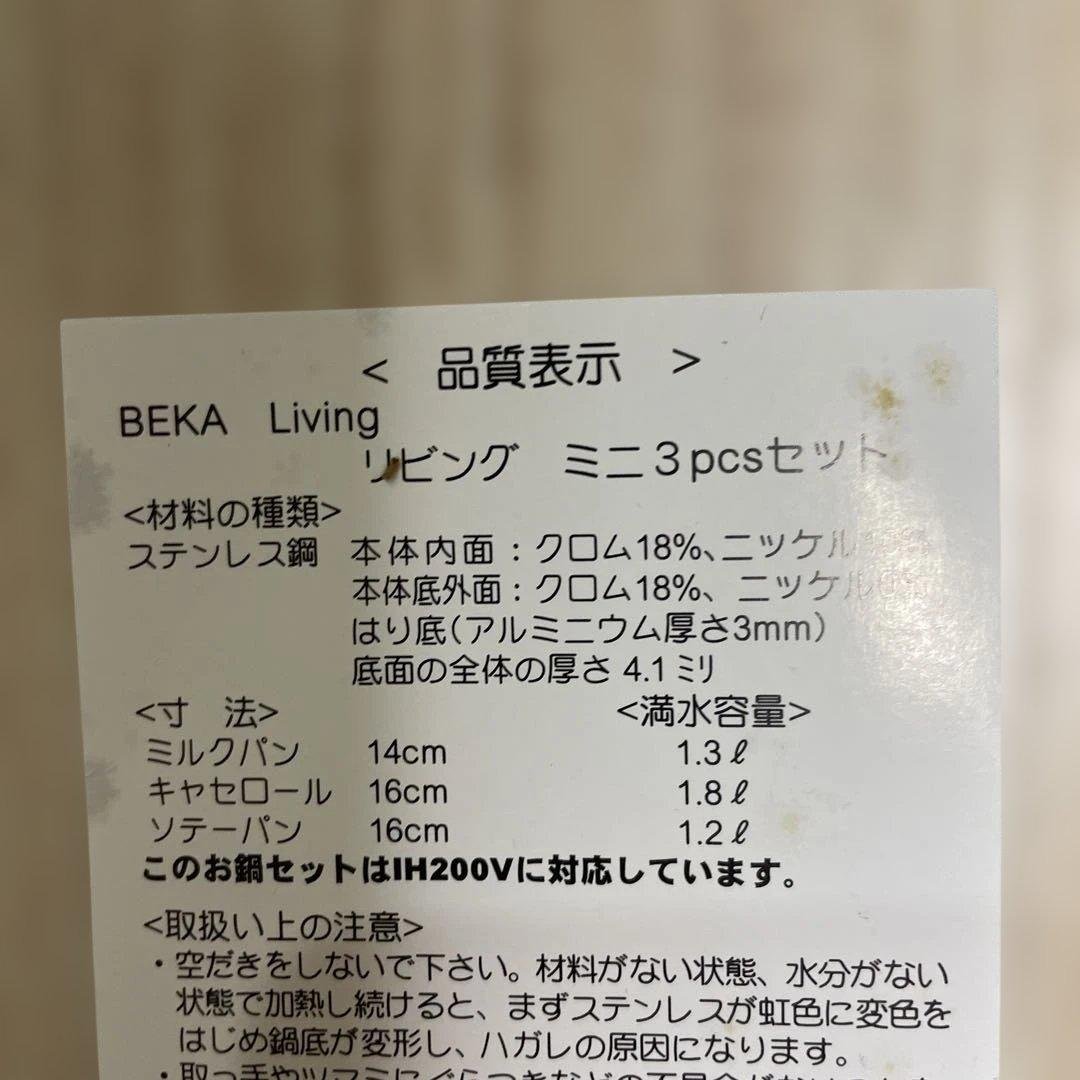 < 品質表示 >
BEKA Living
リビング ミニ3pcsセット
<材料の種類>
ステンレス鋼 本体内面：クロム18%、ニッケル
本体底外面：クロム18%、ニッケル
はり底(アルミニウム厚さ3mm)
底面の全体の厚さ 4.1ミリ
<寸 法> <満水容量>
ミルクパン 14cm 1.3ℓ
キャセロール 16cm 1.8ℓ
ソテーパン 16cm 1.2ℓ
このお鍋セットはIH200Vに対応しています。
<取扱い上の注意>
・空だきをしないで下さい。材料がない状態、水分がない
状態で加熱し続けると、まずステンレスが虹色に変色を
はじめ鍋底が変形し、ハガレの原因になります。